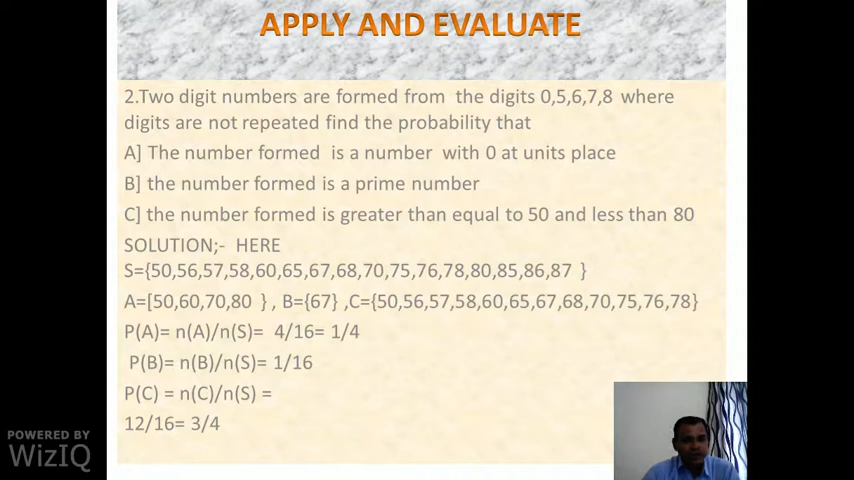 APPLY AND EVALUATE
2.Two digit numbers are formed from the digits 0,5,6,7,8 where
digits are not repeated find the probability that
A] The number formed is a number with 0 at units place
B] the number formed is a prime number
C] the number formed is greater than equal to 50 and less than 80
SOLUTION;- HERE
S={50,56,57,58,60,65,67,68,70,75,76,78,80,85,86,87 }
A=[50,60,70,80 } , B={67} ,C={50,56,57,58,60,65,67,68,70,75,76,78}
P(A)= n(A)/n(S)= 4/16= 1/4
P(B)= n(B)/n(S)= 1/16
P(C) = n(C)/n(S) =
12/16= 3/4
POWERED BY
WizIQ